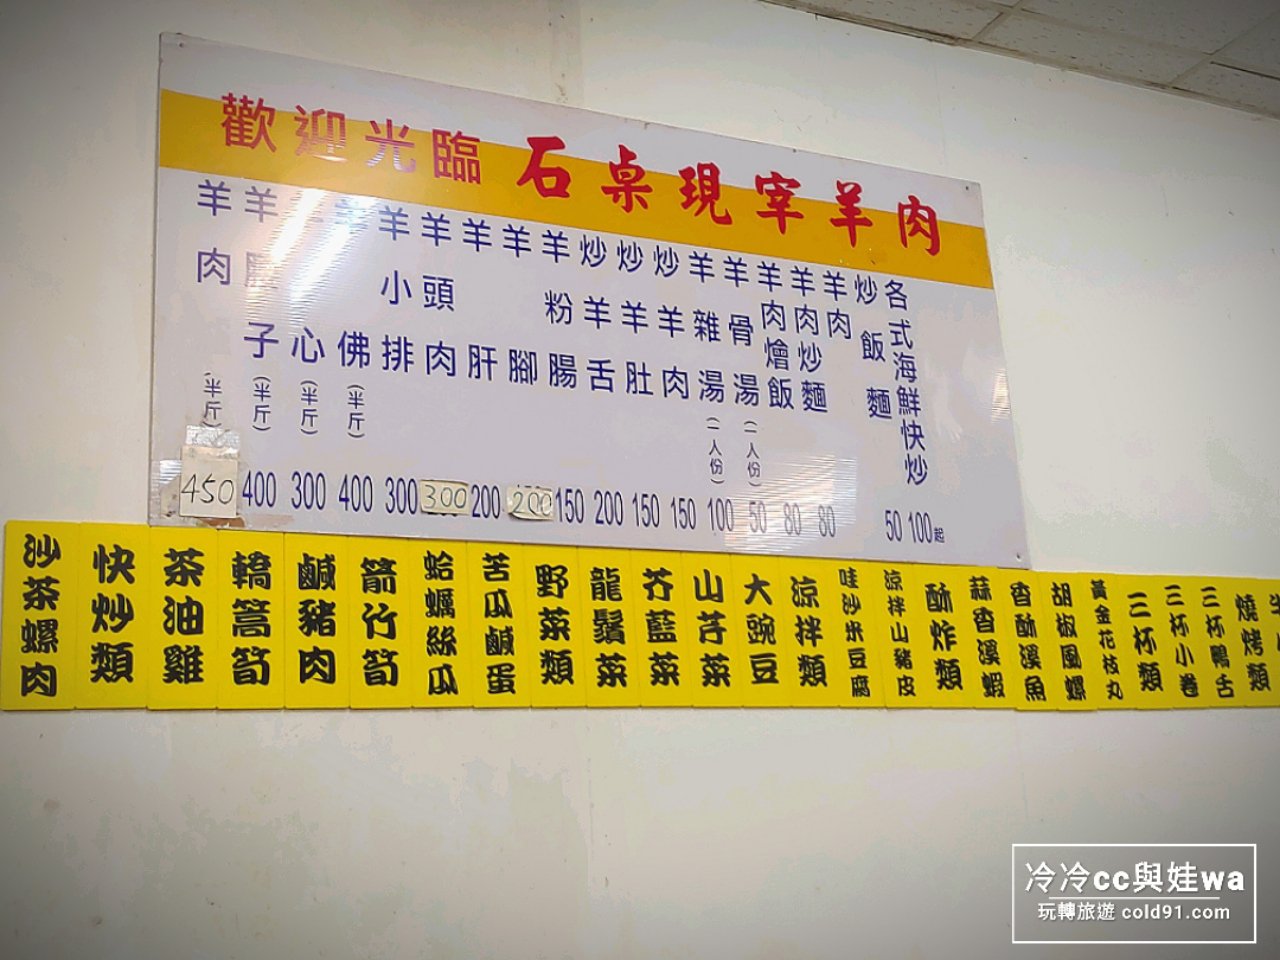 歡迎光臨 石桌現宰羊肉
羊肉(半斤) 450
羊 子(半斤) 400
心(半斤) 300
羊佛(半斤) 400
羊小排 300
羊頭肉 300
羊肝 200
羊腳 200
羊粉腸 150
炒羊舌 200
炒羊肚 150
炒羊肉 150
羊雜湯(一人份) 100
羊骨湯(一人份) 50
羊肉燴飯 80
羊肉炒麵 80
羊肉
炒飯麵 50
各式海鮮快炒 100起
沙茶螺肉
快炒類
茶油雞
轎篙筍
鹹豬肉
箭竹筍
蛤蠣絲瓜
苦瓜鹹蛋
野菜類
龍鬚菜
芥藍菜
山芹菜
大豌豆
涼拌類
哇沙米豆腐
涼拌山豬皮
酥炸類
蒜香溪蝦
香酥溪魚
胡椒風螺
黃金花枝丸
三杯類
三杯小卷
三杯鴨舌
燒烤類
冷冷cc與娃wa
玩轉旅遊 cold91.com